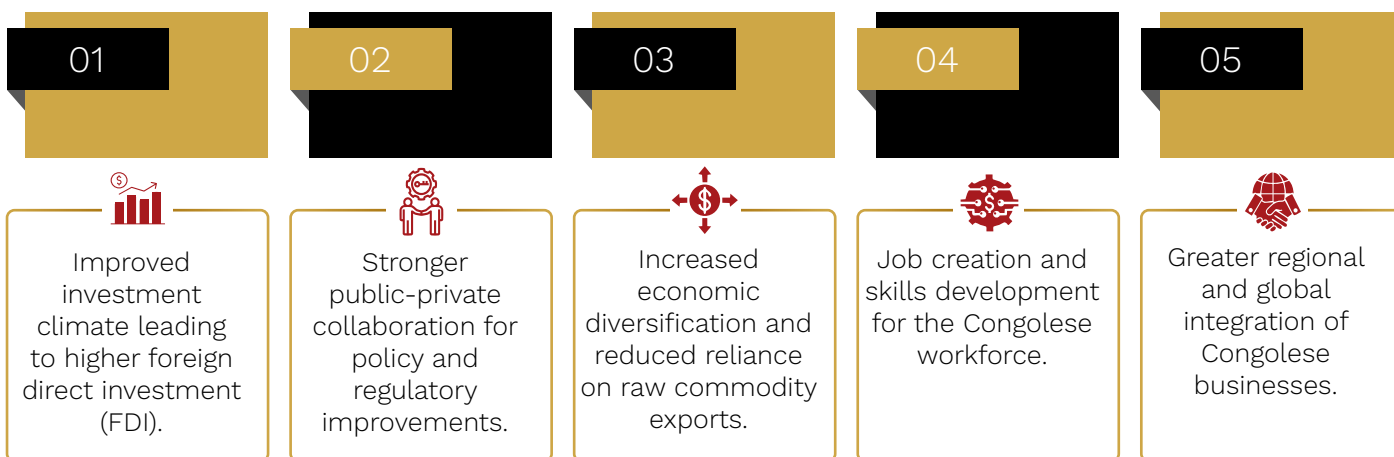 01
02
03
04
05
Improved
investment
climate leading
to higher foreign
direct investment
(FDI).
Stronger
public-private
collaboration for
policy and
regulatory
improvements.
Increased
economic
diversification and
reduced reliance
on raw commodity
exports.
Job creation and
skills development
for the Congolese
workforce.
Greater regional
and global
integration of
Congolese
businesses.